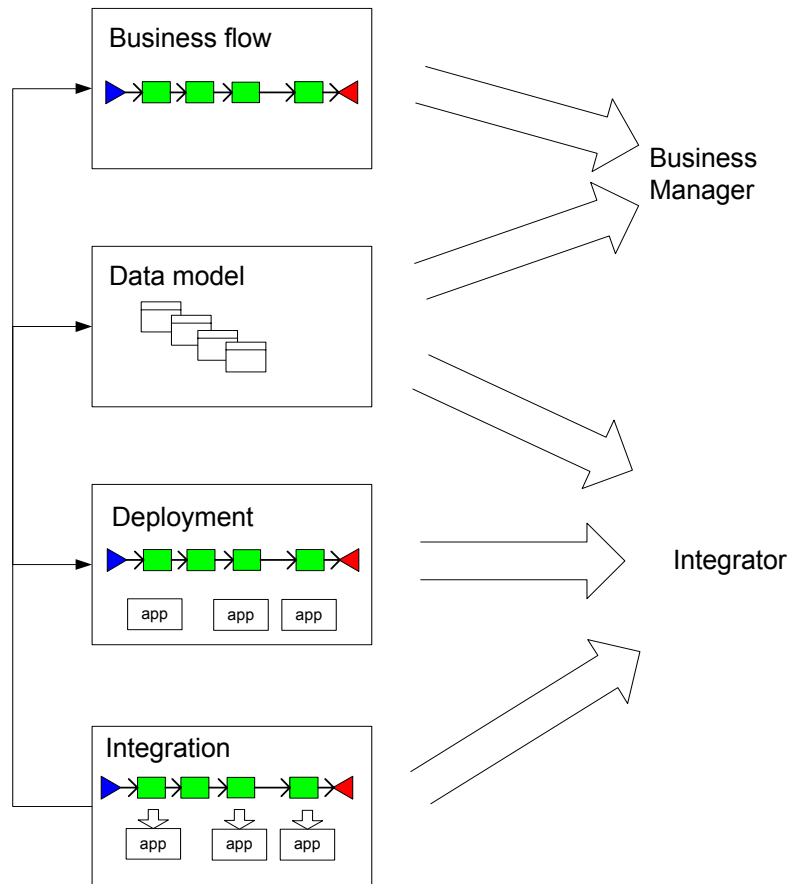 Business flow
Business
Manager
Data model
Deployment
app app app
Integrator
Integration
app app app